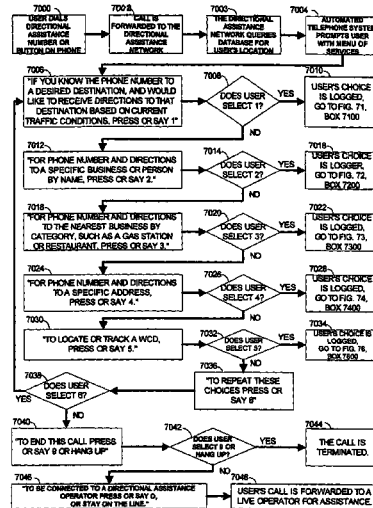 7000
USER DIALS
DIRECTIONAL
ASSISTANCE
NUMBER OR
BUTTON ON PHONE
7002
CALL IS
FORWARDED TO THE
DIRECTIONAL
ASSISTANCE
NETWORK
7003
THE DIRECTIONAL
ASSISTANCE
NETWORK QUERIES
DATABASE FOR
USER'S LOCATION
7004
AUTOMATED
TELEPHONE SYSTEM
PROMPTS USER
WITH MENU OF
SERVICES
7006
"IF YOU KNOW THE PHONE NUMBER TO
A DESIRED DESTINATION, AND WOULD
LIKE TO RECEIVE DIRECTIONS TO THAT
DESTINATION BASED ON CURRENT
TRAFFIC CONDITIONS, PRESS OR SAY 1"
7008
DOES USER
SELECT 1?
YES
NO
7010
USER'S CHOICE
IS LOGGED,
GO TO FIG. 71,
BOX 7100
7012
"FOR PHONE NUMBER AND DIRECTIONS
TO A SPECIFIC BUSINESS OR PERSON
BY NAME, PRESS OR SAY 2."
7014
DOES USER
SELECT 2?
YES
NO
7016
USER'S CHOICE
IS LOGGED,
GO TO FIG. 72,
BOX 7200
7018
"FOR PHONE NUMBER AND DIRECTIONS
TO THE NEAREST BUSINESS BY
CATEGORY, SUCH AS A GAS STATION
OR RESTAURANT, PRESS OR SAY 3."
7020
DOES USER
SELECT 3?
YES
NO
7022
USER'S CHOICE
IS LOGGED,
GO TO FIG. 73,
BOX 7300
7024
"FOR PHONE NUMBER AND DIRECTIONS
TO A SPECIFIC ADDRESS,
PRESS OR SAY 4."
7026
DOES USER
SELECT 4?
YES
NO
7028
USER'S CHOICE
IS LOGGED,
GO TO FIG. 74,
BOX 7400
7030
"TO LOCATE OR TRACK A WCD,
PRESS OR SAY 5."
7032
DOES USER
SELECT 5?
YES
NO
7034
USER'S CHOICE IS
LOGGED,
GO TO FIG. 76,
BOX 7600
7036
"TO REPEAT THESE
CHOICES PRESS OR
SAY 6"
7038
DOES USER
SELECT 6?
YES
NO
7040
"TO END THIS CALL PRESS
OR SAY 9 OR HANG UP"
7042
DOES USER
SELECT 9 OR
HANG UP?
YES
NO
7044
THE CALL IS
TERMINATED.
7046
"TO BE CONNECTED TO A DIRECTIONAL ASSISTANCE
OPERATOR PRESS OR SAY 0,
OR STAY ON THE LINE."
7048
USER'S CALL IS FORWARDED TO A
LIVE OPERATOR FOR ASSISTANCE.